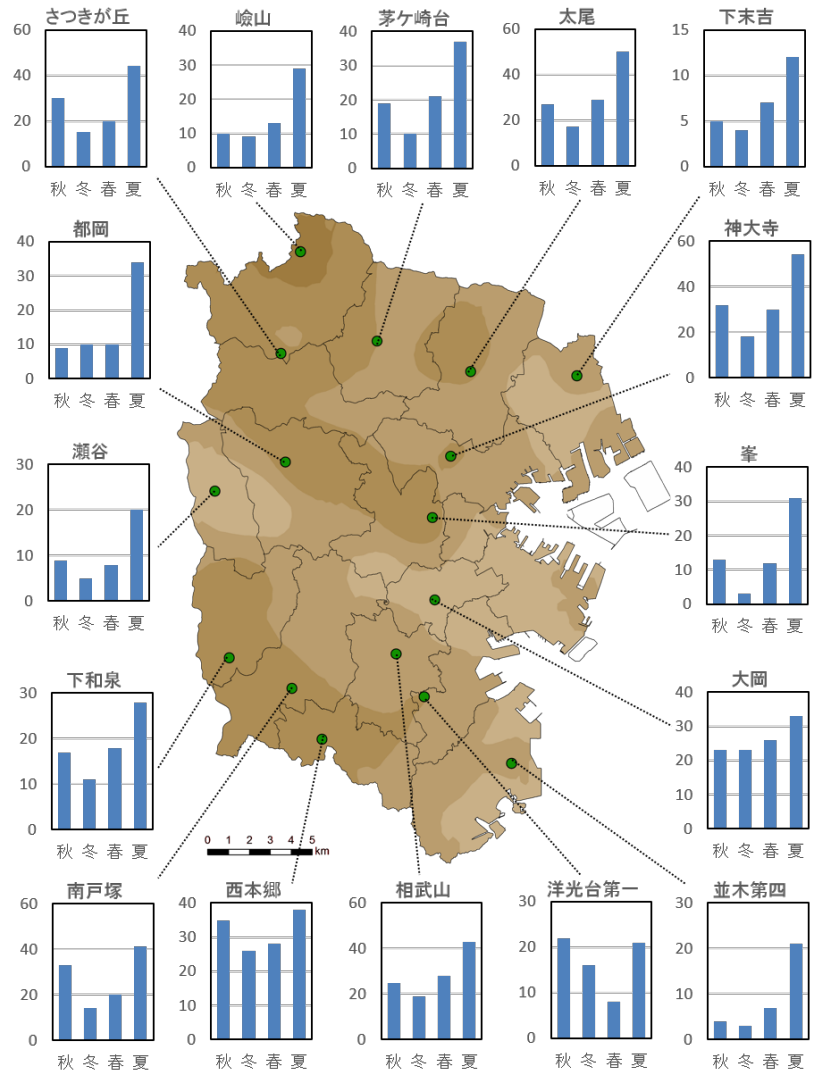 さつきが丘
60
40
20
0
秋 冬 春 夏
嶮山
40
30
20
10
0
秋 冬 春 夏
茅ケ崎台
40
30
20
10
0
秋 冬 春 夏
太尾
60
40
20
0
秋 冬 春 夏
下末吉
15
10
5
0
秋 冬 春 夏
都岡
40
30
20
10
0
秋 冬 春 夏
神大寺
60
40
20
0
秋 冬 春 夏
瀬谷
30
20
10
0
秋 冬 春 夏
峯
40
30
20
10
0
秋 冬 春 夏
下和泉
30
20
10
0
秋 冬 春 夏
大岡
40
30
20
10
0
秋 冬 春 夏
0 1 2 3 4 5
km
南戸塚
60
40
20
0
秋 冬 春 夏
西本郷
40
30
20
10
0
秋 冬 春 夏
相武山
60
40
20
0
秋 冬 春 夏
洋光台第一
30
20
10
0
秋 冬 春 夏
並木第四
30
20
10
0
秋 冬 春 夏